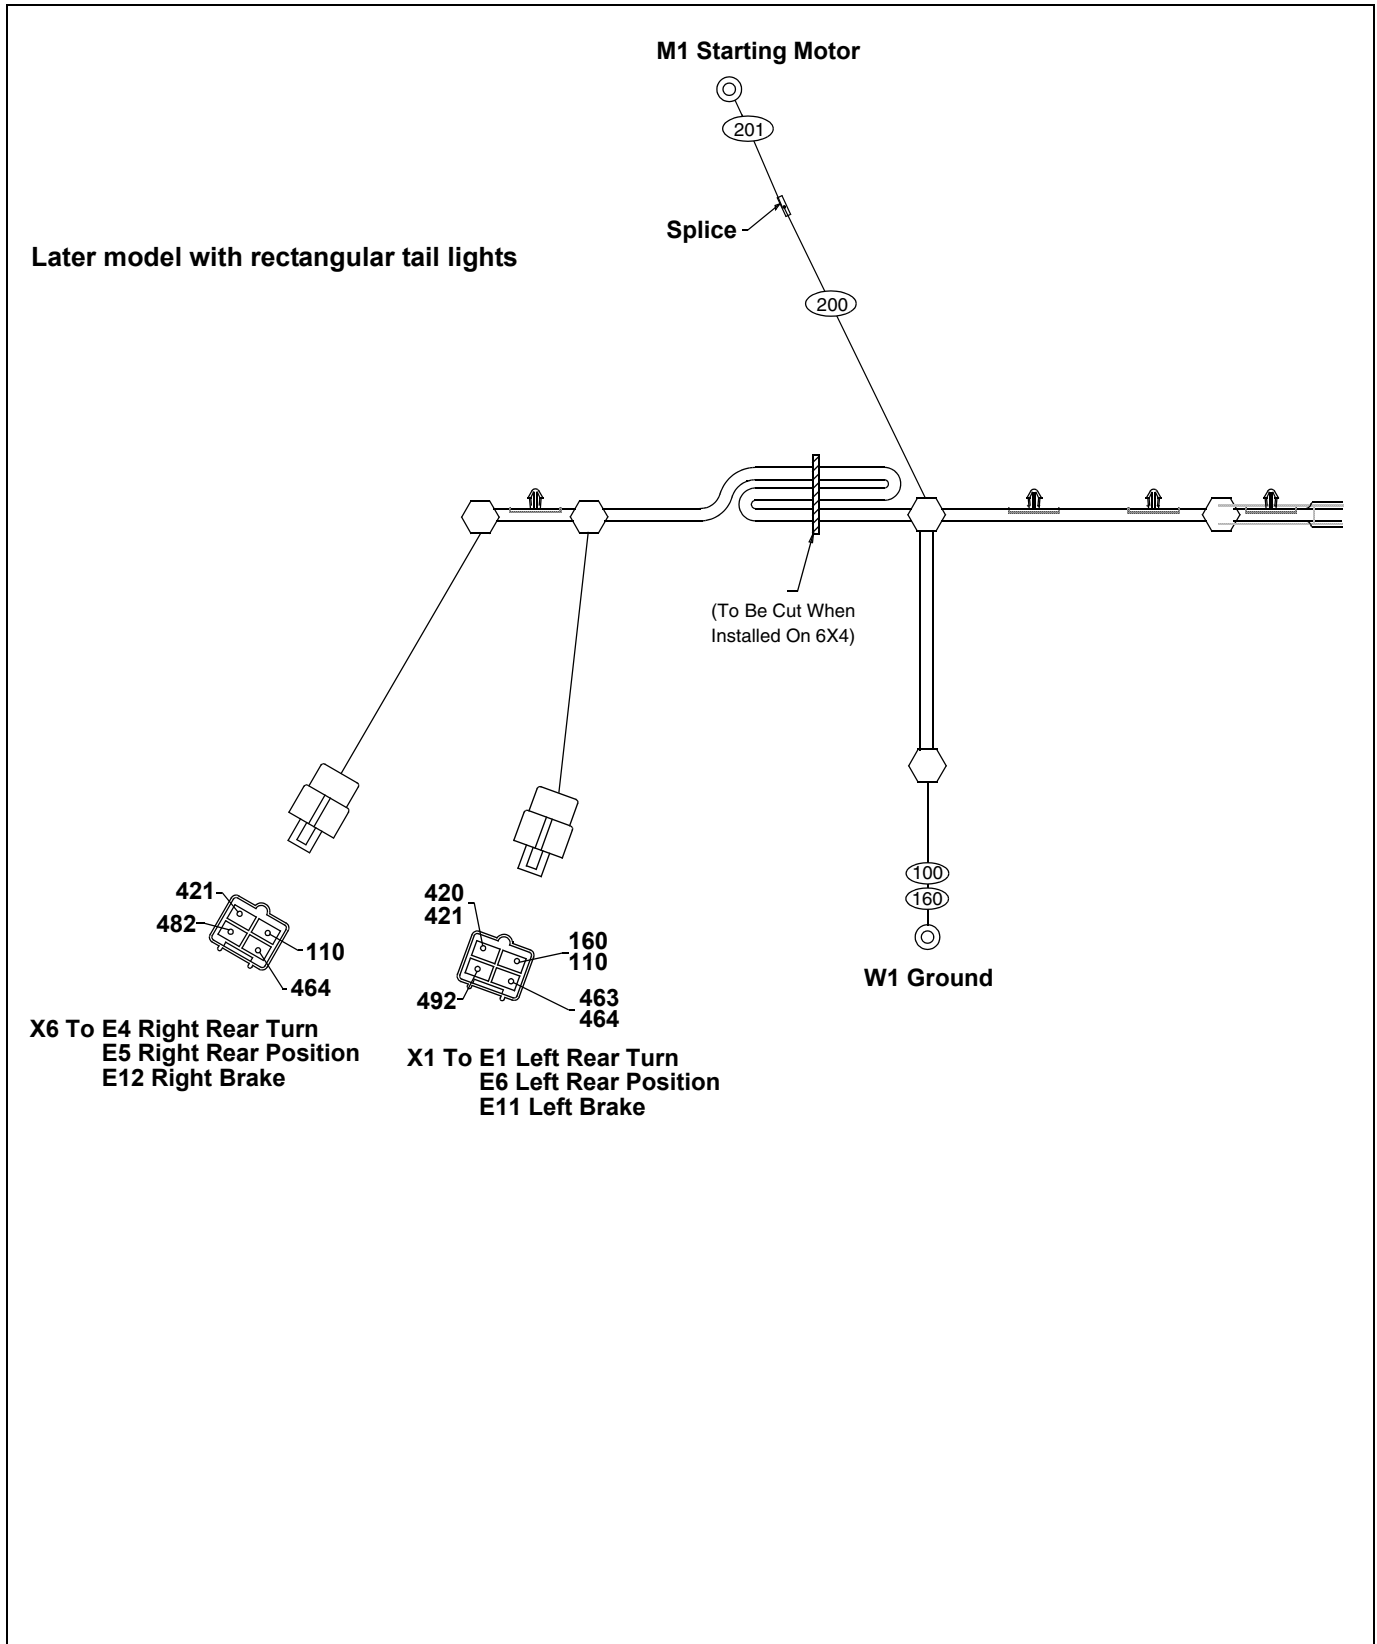 M1 Starting Motor
201
Splice
Later model with rectangular tail lights
200
(To Be Cut When
Installed On 6X4)
100
160
W1 Ground
421
482
110
464
X6 To E4 Right Rear Turn
E5 Right Rear Position
E12 Right Brake
420
421
160
110
492
463
464
X1 To E1 Left Rear Turn
E6 Left Rear Position
E11 Left Brake